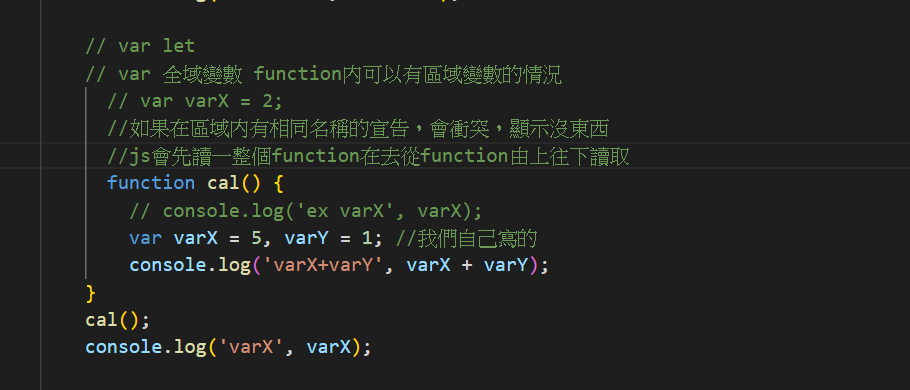 // var let
// var 全域變數 function內可以有區域變數的情況
// var varX = 2;
//如果在區域內有相同名稱的宣告，會衝突，顯示沒東西
//js會先讀一整個function在去從function由上往下讀取
function cal() {
// console.log('ex varX', varX);
var varX = 5, varY = 1; //我們自己寫的
console.log('varX+varY', varX + varY);
}
cal();
console.log('varX', varX);